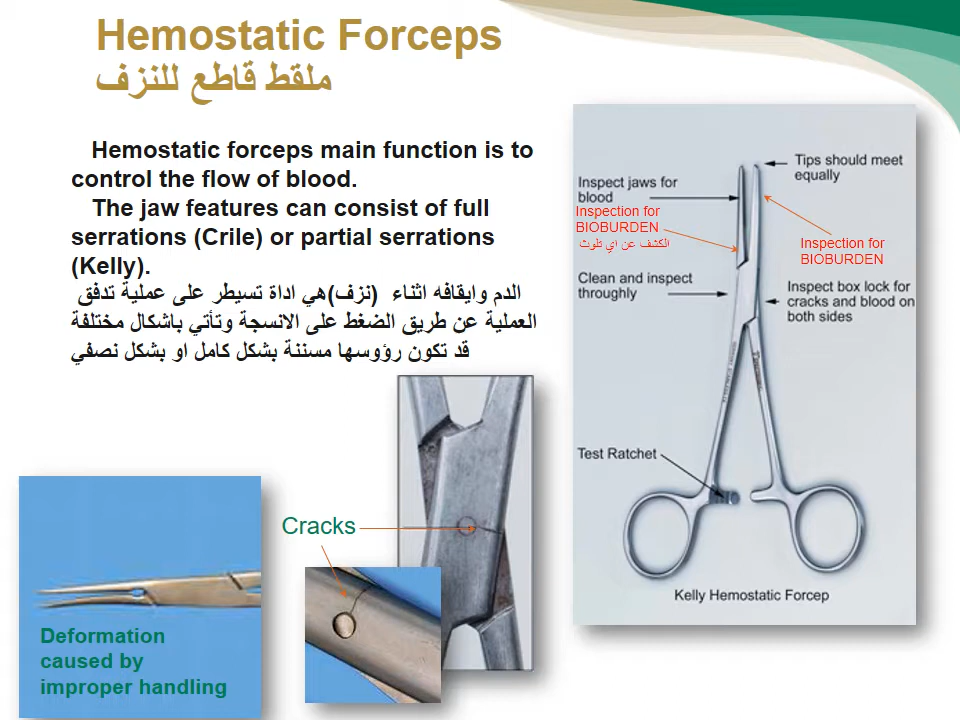 Hemostatic Forceps
ملقط قاطع للنزف
Hemostatic forceps main function is to
control the flow of blood.
The jaw features can consist of full
serrations (Crile) or partial serrations
(Kelly).
الدم وايقافه اثناء (نزف)هي اداة تسيطر على عملية تدفق
العملية عن طريق الضغط على الانسجة وتأتي باشكال مختلفة
قد تكون رؤوسها مسننة بشكل كامل او بشكل نصفي
Tips should meet
equally
Inspect jaws for
blood
Inspection for
BIOBURDEN
الكشف عن اي تلوث
Inspection for
BIOBURDEN
Clean and inspect
throughly
Inspect box lock for
cracks and blood on
both sides
Test Ratchet
Kelly Hemostatic Forcep
Cracks
Deformation
caused by
improper handling